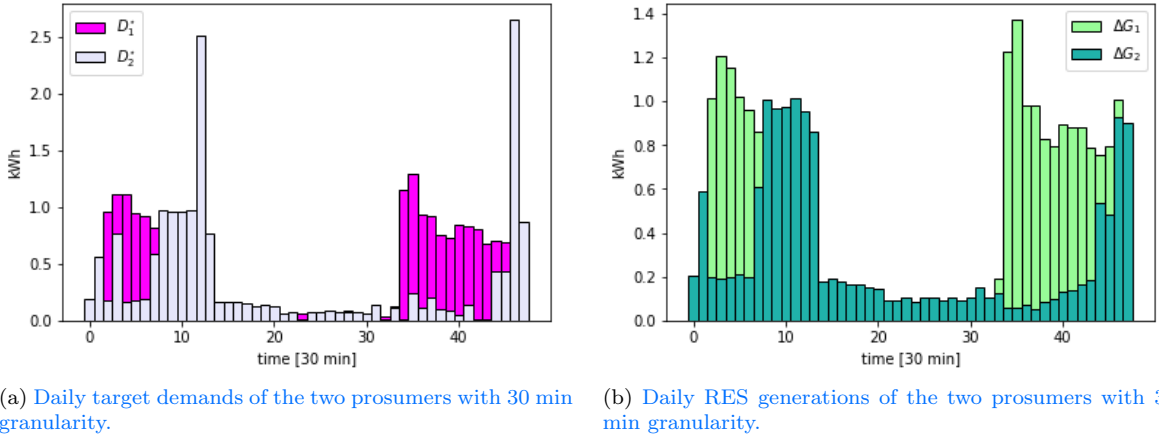 D₁*
D₂*
2.5
2.0
1.5
1.0
0.5
0.0
kWh
0 10 20 30 40
time [30 min]
ΔG₁
ΔG₂
1.4
1.2
1.0
0.8
0.6
0.4
0.2
0.0
kWh
0 10 20 30 40
time [30 min]
(a) Daily target demands of the two prosumers with 30 min
granularity.
(b) Daily RES generations of the two prosumers with
min granularity.